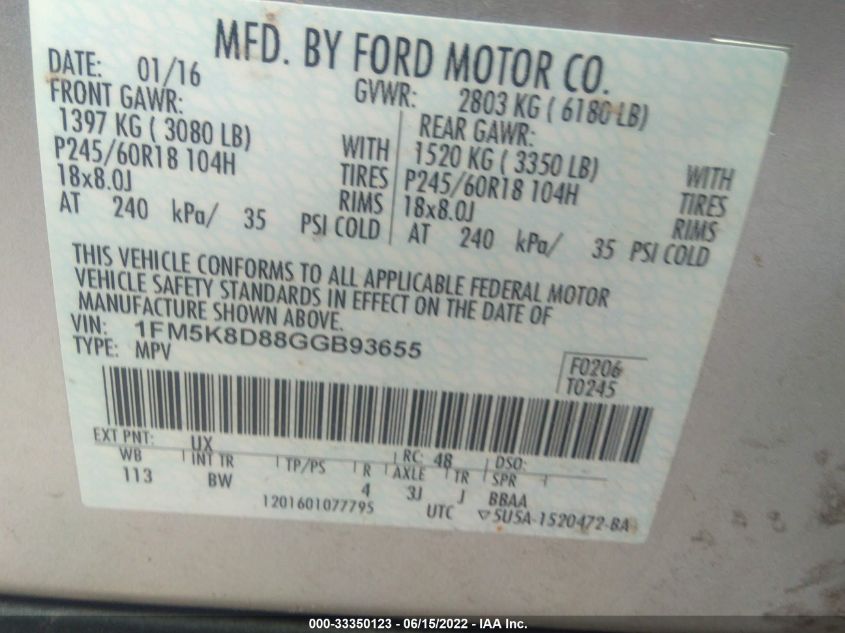 MFD. BY FORD MOTOR CO.
DATE: 01/16 GVWR: 2803 KG ( 6180 LB)
FRONT GAWR: REAR GAWR:
1397 KG ( 3080 LB) WITH 1520 KG ( 3350 LB) WITH
P245/60R18 104H TIRES P245/60R18 104H TIRES
18x8.0J RIMS 18x8.0J RIMS
AT 240 kPa/ 35 PSI COLD AT 240 kPa/ 35 PSI COLD
THIS VEHICLE CONFORMS TO ALL APPLICABLE FEDERAL MOTOR
VEHICLE SAFETY STANDARDS IN EFFECT ON THE DATE OF
MANUFACTURE SHOWN ABOVE.
VIN: 1FM5K8D88GGB93655
TYPE: MPV
F0206
T0245
EXT PNT: UX RC: 48 DSO:
WB INT TR TP/PS R AXLE TR SPR
113 BW 4 3J J BBAA
1201601077795 UTC ▽5U5A-1520472-BA
000-33350123 - 06/15/2022 - IAA Inc.